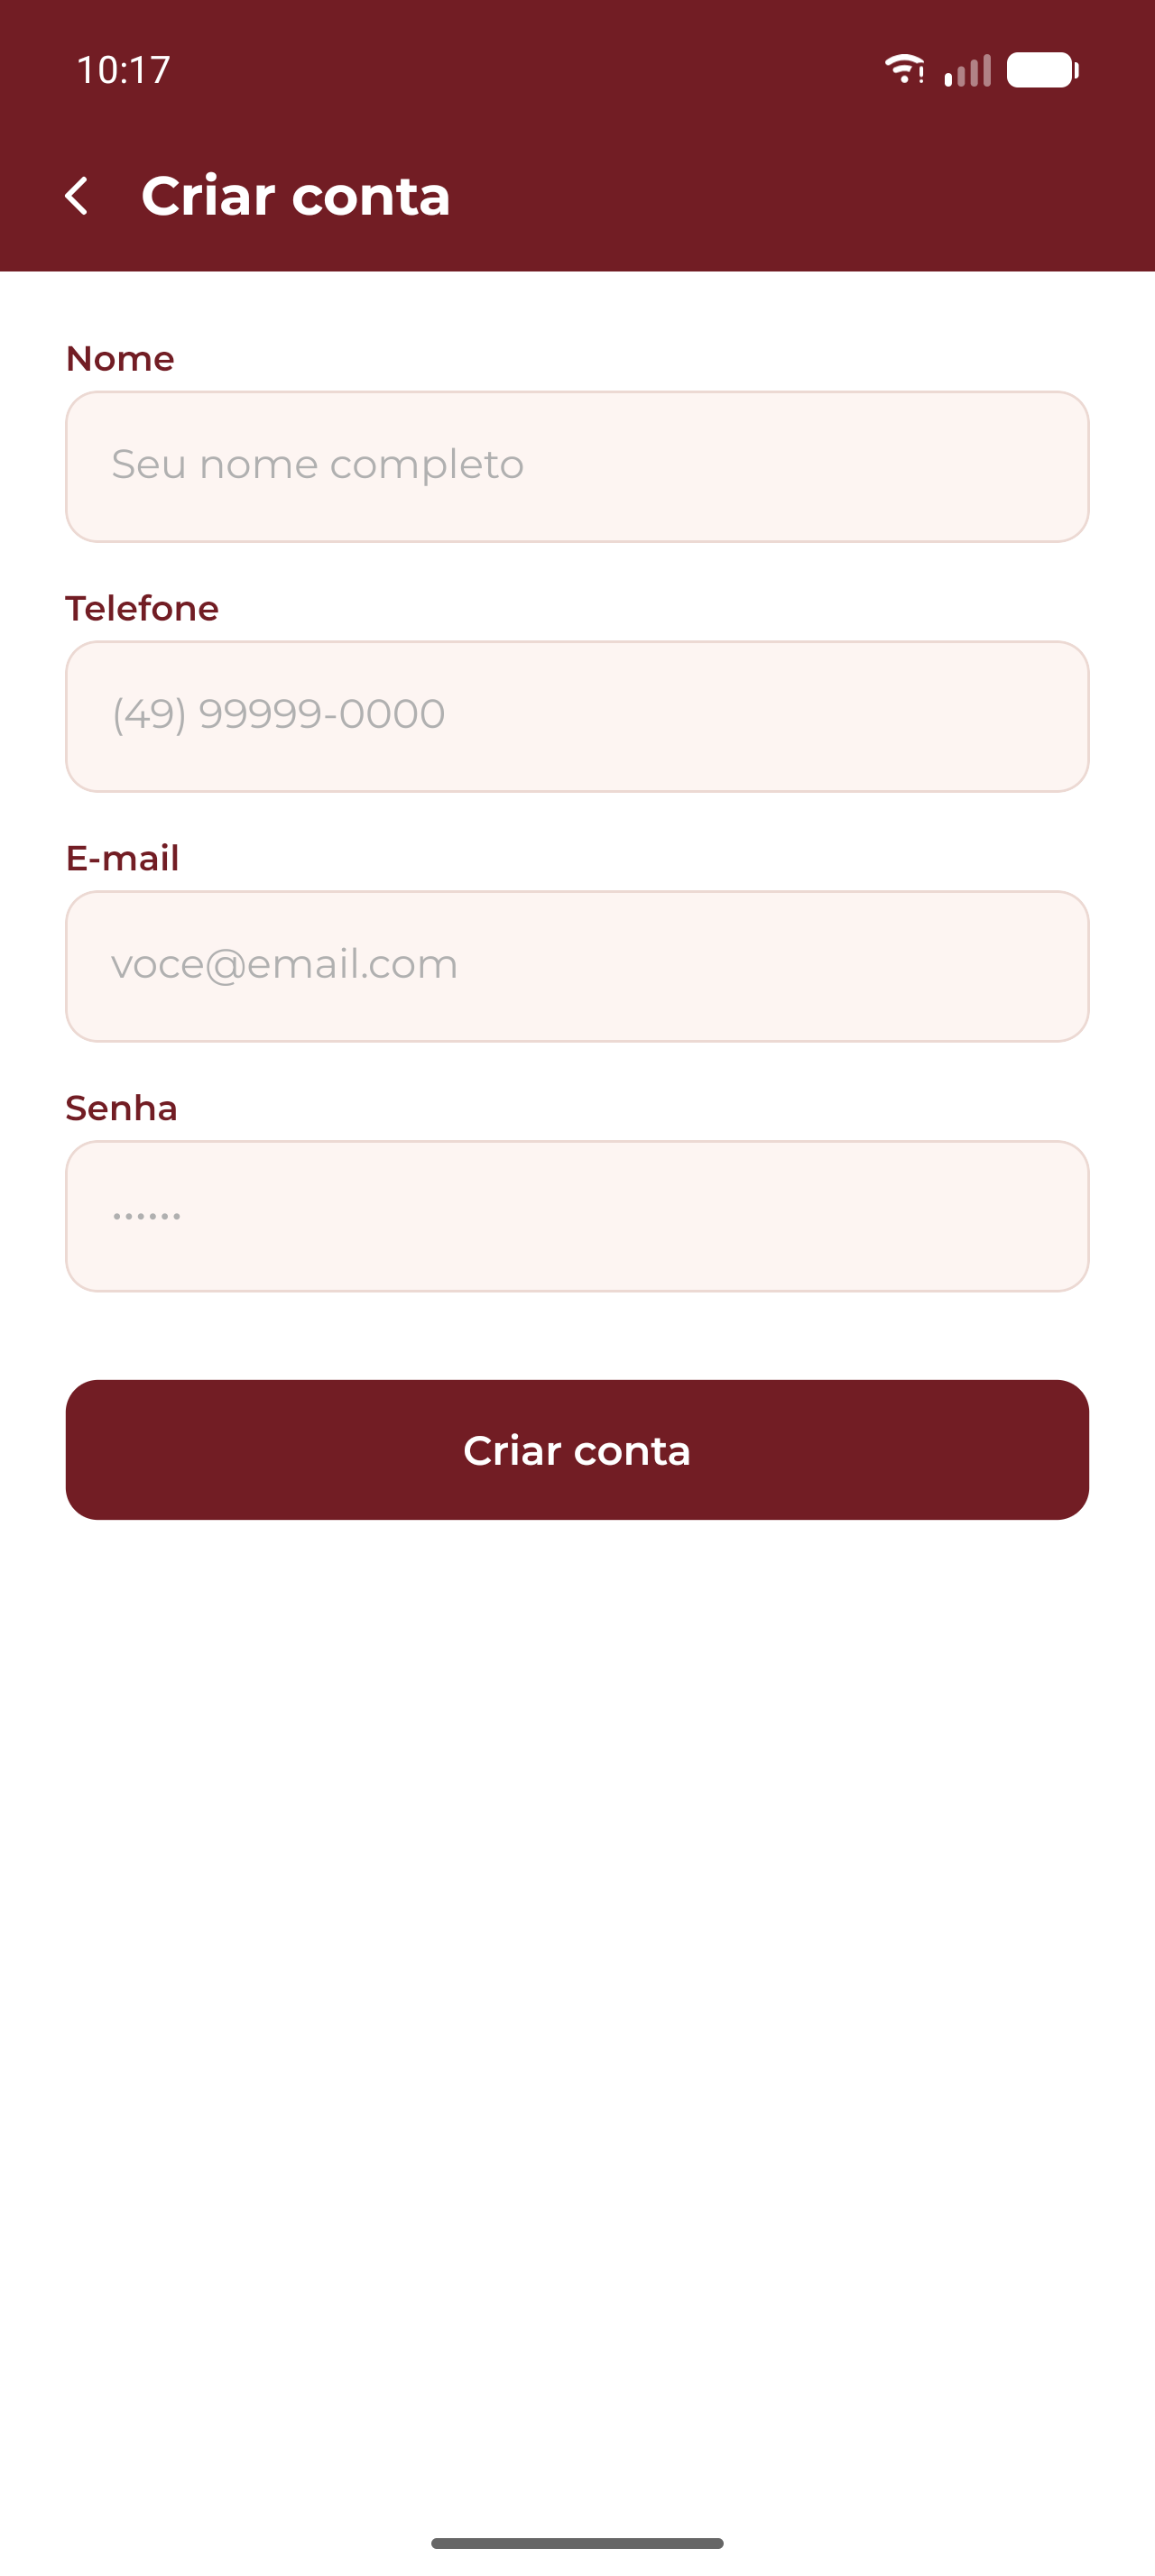 10:17
Criar conta
Nome
Seu nome completo
Telefone
(49) 99999-0000
E-mail
voce@email.com
Senha
••••••
Criar conta